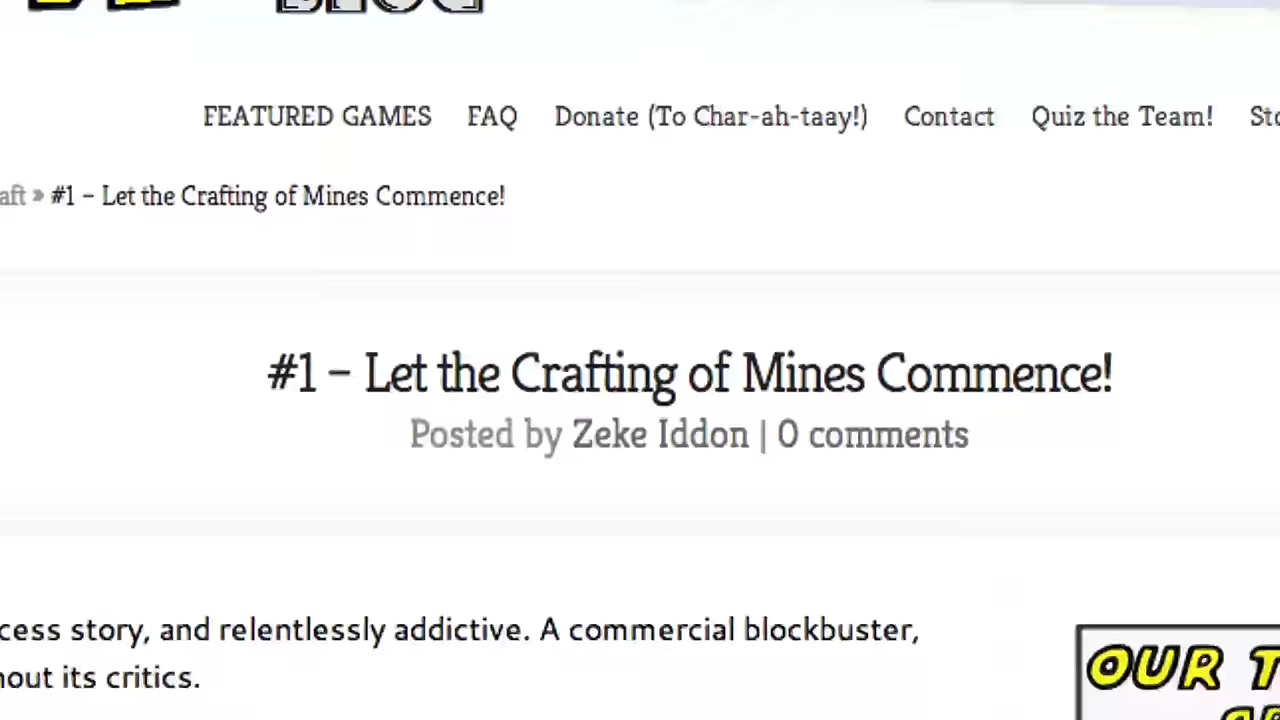 BLOG
FEATURED GAMES FAQ Donate (To Char-ah-taay!) Contact Quiz the Team!
» #1 – Let the Crafting of Mines Commence!
#1 – Let the Crafting of Mines Commence!
Posted by Zeke Iddon | 0 comments
cess story, and relentlessly addictive. A commercial blockbuster,
hout its critics.
OUR T